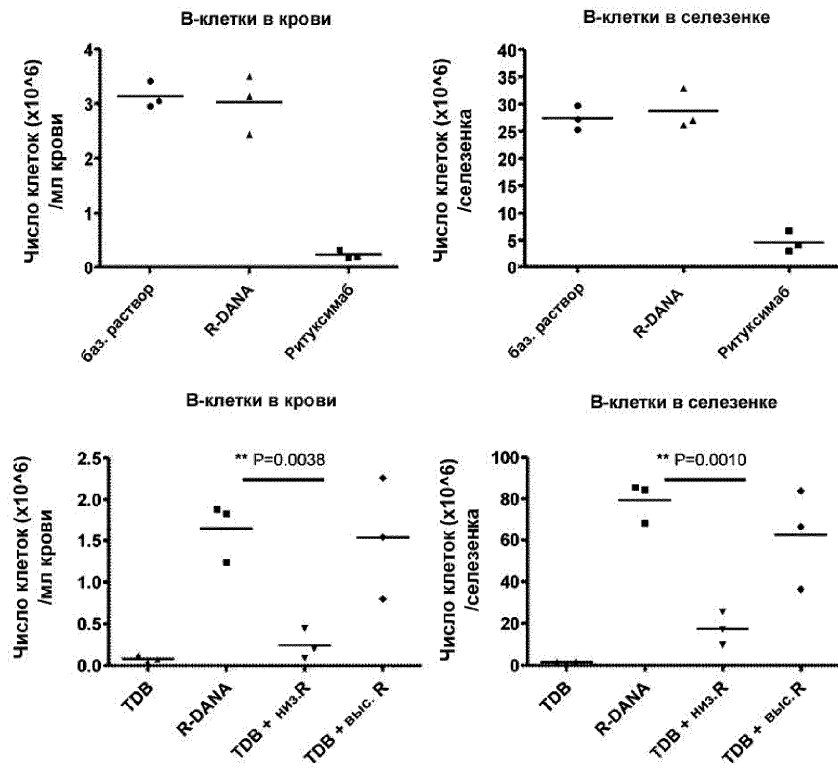 В-клетки в крови
Число клеток (x10^6)
/мл крови
4
3
2
1
0
баз. раствор
R-DANA
Ритуксимаб
В-клетки в селезенке
Число клеток (x10^6)
/селезенка
40
35
30
25
20
15
10
5
0
баз. раствор
R-DANA
Ритуксимаб
В-клетки в крови
Число клеток (x10^6)
/мл крови
2.5
2.0
1.5
1.0
0.5
0.0
** P=0.0038
TDB
R-DANA
TDB + низ.R
TDB + выс. R
В-клетки в селезенке
Число клеток (x10^6)
/селезенка
100
80
60
40
20
0
** P=0.0010
TDB
R-DANA
TDB + низ.R
TDB + выс.R